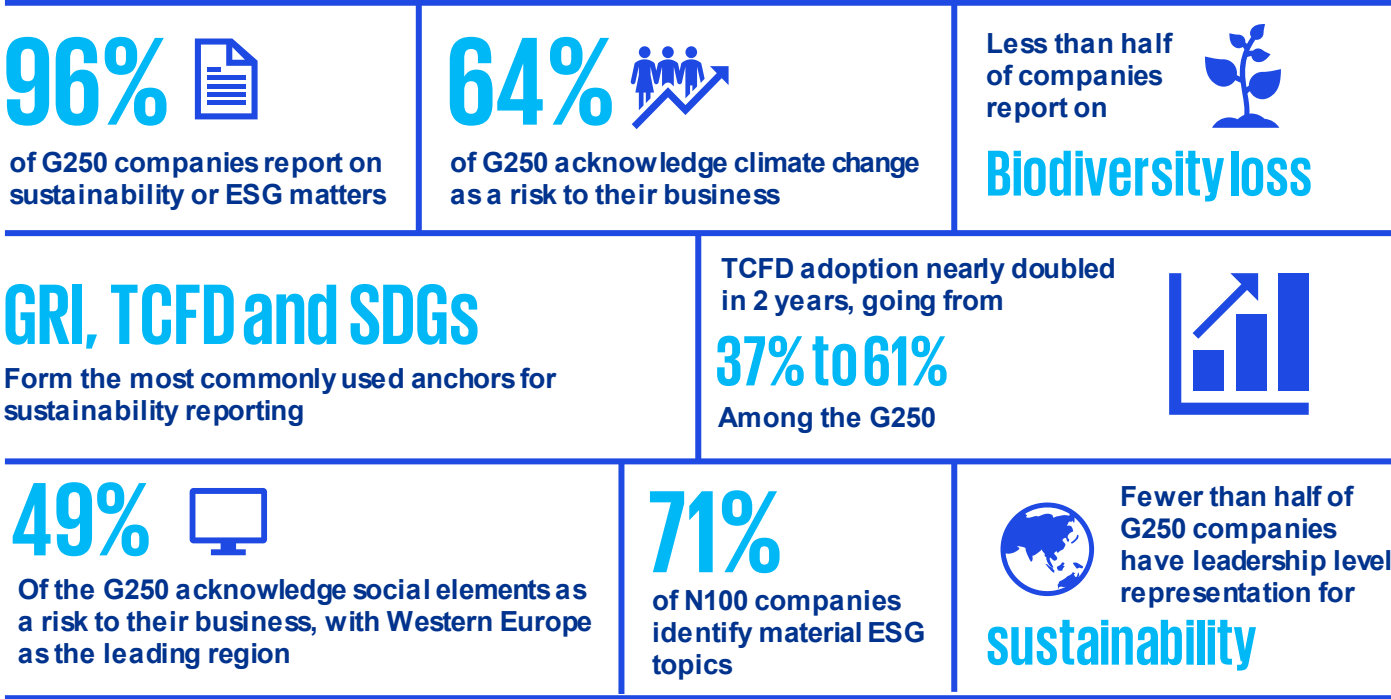 96%
of G250 companies report on
sustainability or ESG matters
64%
of G250 acknowledge climate change
as a risk to their business
Less than half
of companies
report on
Biodiversity loss
GRI, TCFD and SDGs
Form the most commonly used anchors for
sustainability reporting
TCFD adoption nearly doubled
in 2 years, going from
37% to 61%
Among the G250
49%
Of the G250 acknowledge social elements as
a risk to their business, with Western Europe
as the leading region
71%
of N100 companies
identify material ESG
topics
Fewer than half of
G250 companies
have leadership level
representation for
sustainability